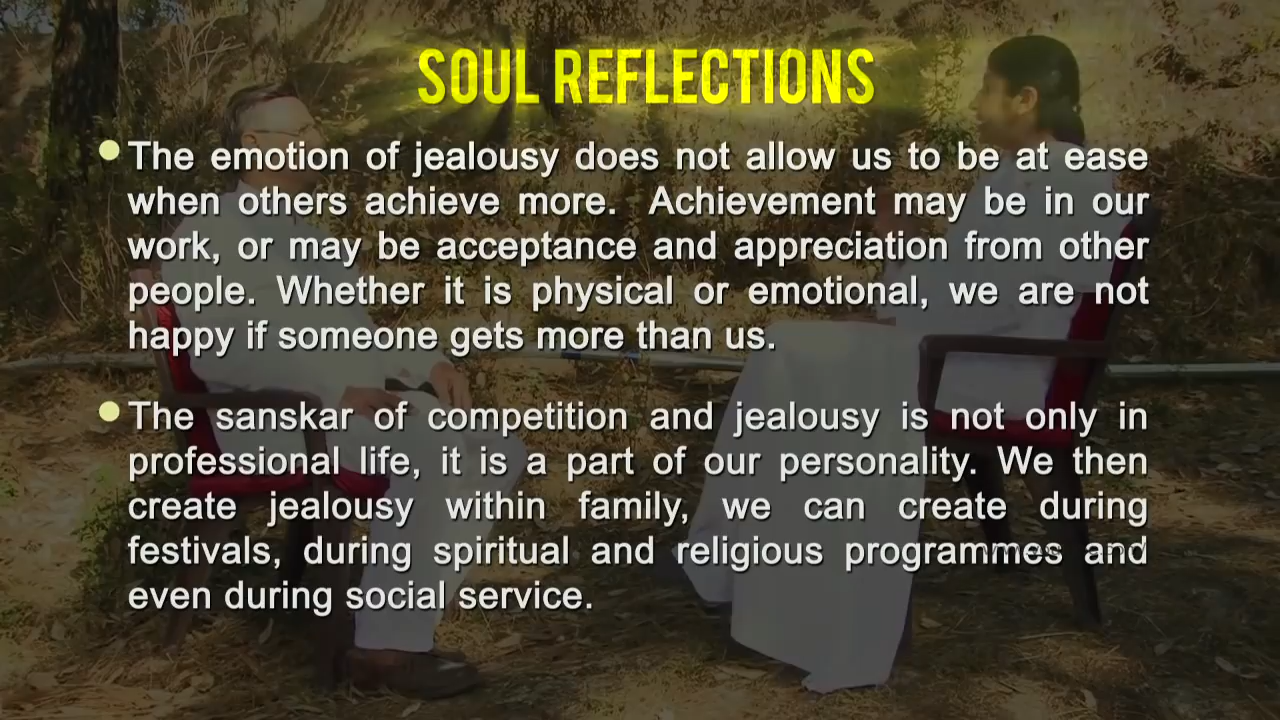 SOUL REFLECTIONS
The emotion of jealousy does not allow us to be at ease
when others achieve more. Achievement may be in our
work, or may be acceptance and appreciation from other
people. Whether it is physical or emotional, we are not
happy if someone gets more than us.
The sanskar of competition and jealousy is not only in
professional life, it is a part of our personality. We then
create jealousy within family, we can create during
festivals, during spiritual and religious programmes and
even during social service.